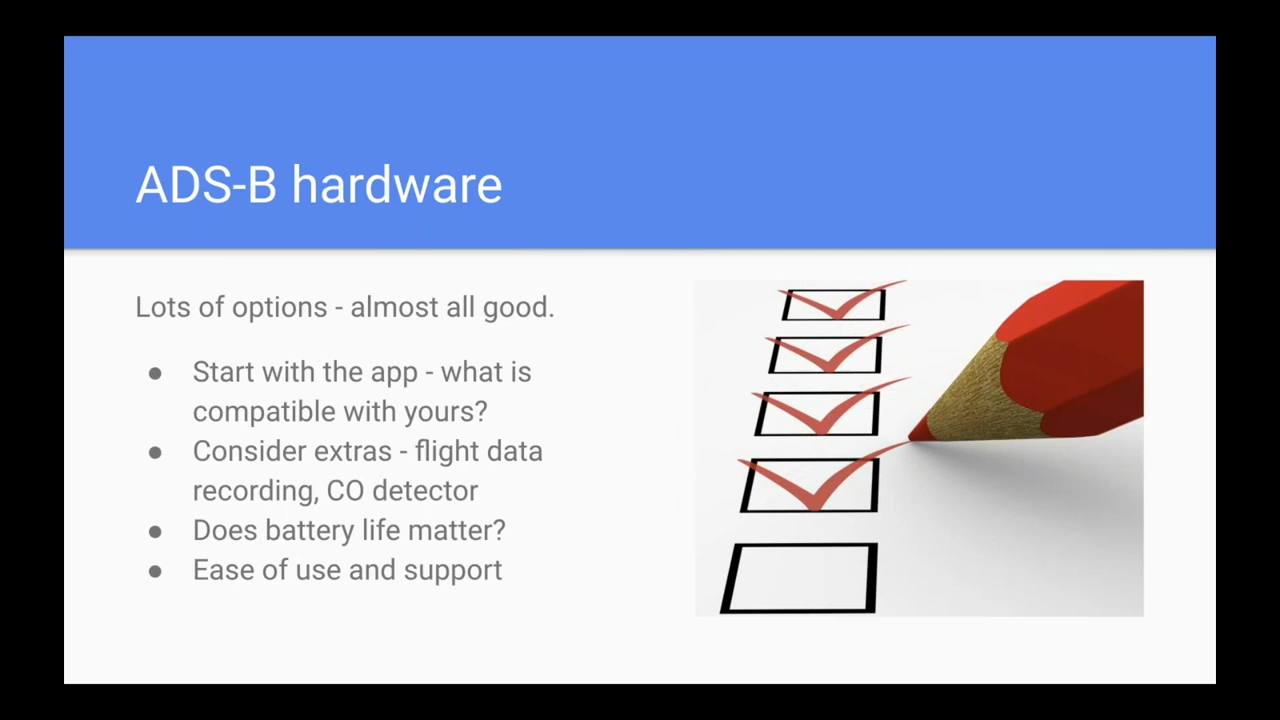 ADS-B hardware
Lots of options - almost all good.
● Start with the app - what is
compatible with yours?
● Consider extras - flight data
recording, CO detector
● Does battery life matter?
● Ease of use and support